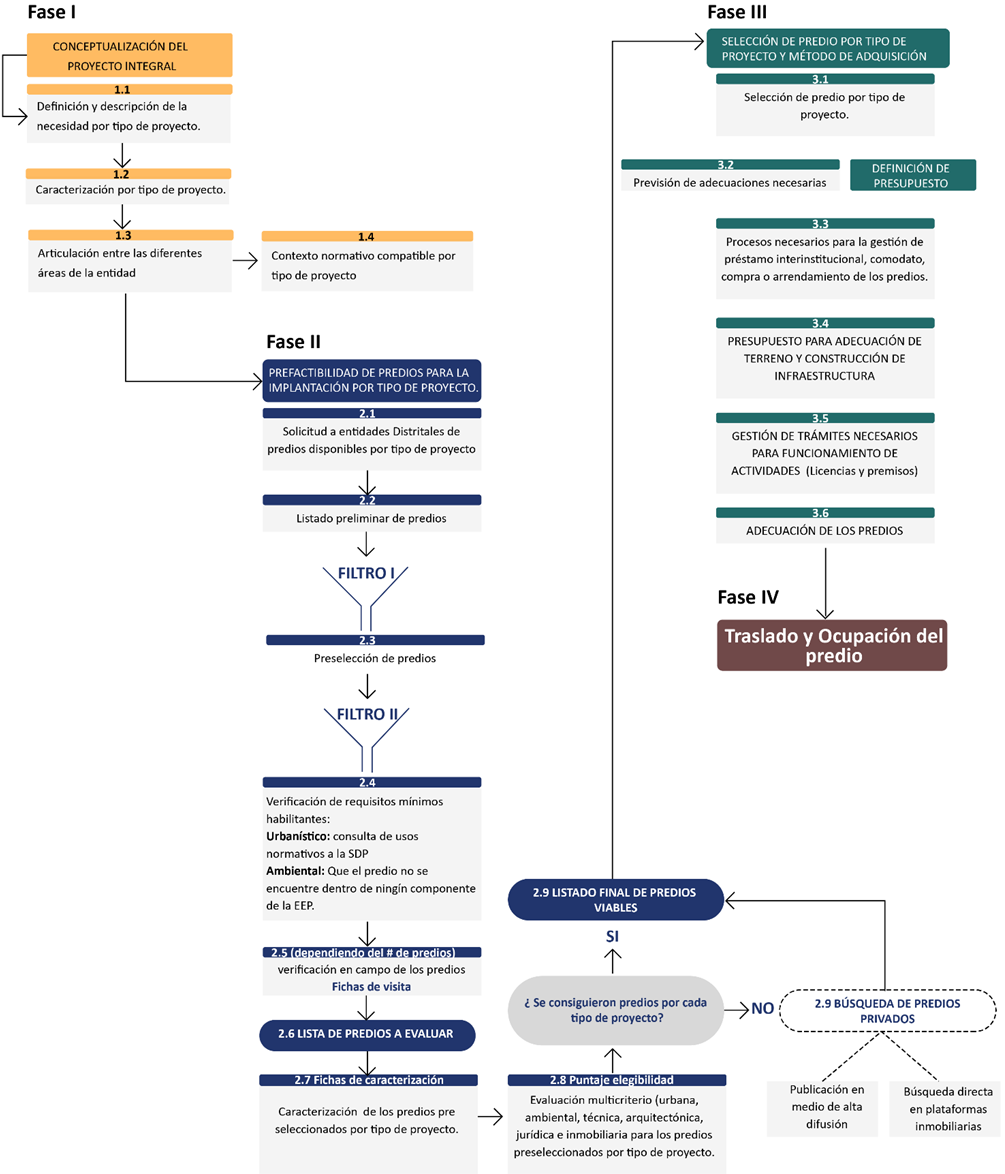 Fase I
CONCEPTUALIZACIÓN DEL
PROYECTO INTEGRAL
1.1
Definición y descripción de la
necesidad por tipo de proyecto.
1.2
Caracterización por tipo de proyecto.
1.3
Articulación entre las diferentes
áreas de la entidad
1.4
Contexto normativo compatible por
tipo de proyecto
Fase II
PREFACTIBILIDAD DE PREDIOS PARA LA
IMPLANTACIÓN POR TIPO DE PROYECTO.
2.1
Solicitud a entidades Distritales de
predios disponibles por tipo de proyecto
2.2
Listado preliminar de predios
FILTRO I
2.3
Preselección de predios
FILTRO II
2.4
Verificación de requisitos mínimos
habilitantes:
Urbanístico: consulta de usos
normativos a la SDP
Ambiental: Que el predio no se
encuentre dentro de ningín componente
de la EEP.
2.5 (dependiendo del # de predios)
verificación en campo de los predios
Fichas de visita
2.6 LISTA DE PREDIOS A EVALUAR
2.7 Fichas de caracterización
Caracterización de los predios pre
seleccionados por tipo de proyecto.
2.8 Puntaje elegibilidad
Evaluación multicriterio (urbana,
ambiental, técnica, arquitectónica,
jurídica e inmobiliaria para los predios
preseleccionados por tipo de proyecto.
¿ Se consiguieron predios por cada
tipo de proyecto?
SI
NO
2.9 LISTADO FINAL DE PREDIOS
VIABLES
2.9 BÚSQUEDA DE PREDIOS
PRIVADOS
Publicación en
medio de alta
difusión
Búsqueda directa
en plataformas
inmobiliarias
Fase III
SELECCIÓN DE PREDIO POR TIPO DE
PROYECTO Y MÉTODO DE ADQUISICIÓN
3.1
Selección de predio por tipo de
proyecto.
3.2
Previsión de adecuaciones necesarias
DEFINICIÓN DE
PRESUPUESTO
3.3
Procesos necesarios para la gestión de
préstamo interinstitucional, comodato,
compra o arrendamiento de los predios.
3.4
PRESUPUESTO PARA ADECUACIÓN DE
TERRENO Y CONSTRUCCIÓN DE
INFRAESTRUCTURA
3.5
GESTIÓN DE TRÁMITES NECESARIOS
PARA FUNCIONAMIENTO DE
ACTIVIDADES (Licencias y premisos)
3.6
ADECUACIÓN DE LOS PREDIOS
Fase IV
Traslado y Ocupación del
predio